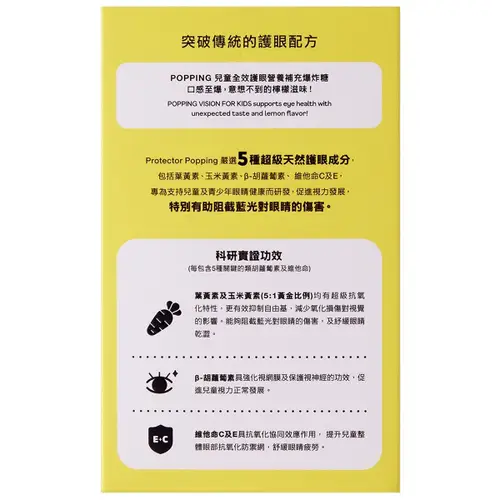 突破傳統的護眼配方
POPPING 兒童全效護眼營養補充爆炸糖
口感至爆，意想不到的檸檬滋味！
POPPING VISION FOR KIDS supports eye health with
unexpected taste and lemon flavor!
Protector Popping 嚴選5種超級天然護眼成分，
包括葉黃素、玉米黃素、β-胡蘿蔔素、 維他命C及E，
專為支持兒童及青少年眼睛健康而研發，促進視力發展，
特別有助阻截藍光對眼睛的傷害。
科研實證功效
(每包含5種關鍵的類胡蘿蔔素及維他命)
葉黃素及玉米黃素(5:1黃金比例)均有超級抗氧
化特性，更有效抑制自由基，減少氧化損傷對視覺
的影響。能夠阻截藍光對眼睛的傷害，及紓緩眼睛
乾澀。
β-胡蘿蔔素具強化視網膜及保護視神經的功效，促
進兒童視力正常發展。
E+C
維他命C及E具抗氧化協同效應作用， 提升兒童整
體眼部抗氧化防禦網，舒緩眼睛疲勞。